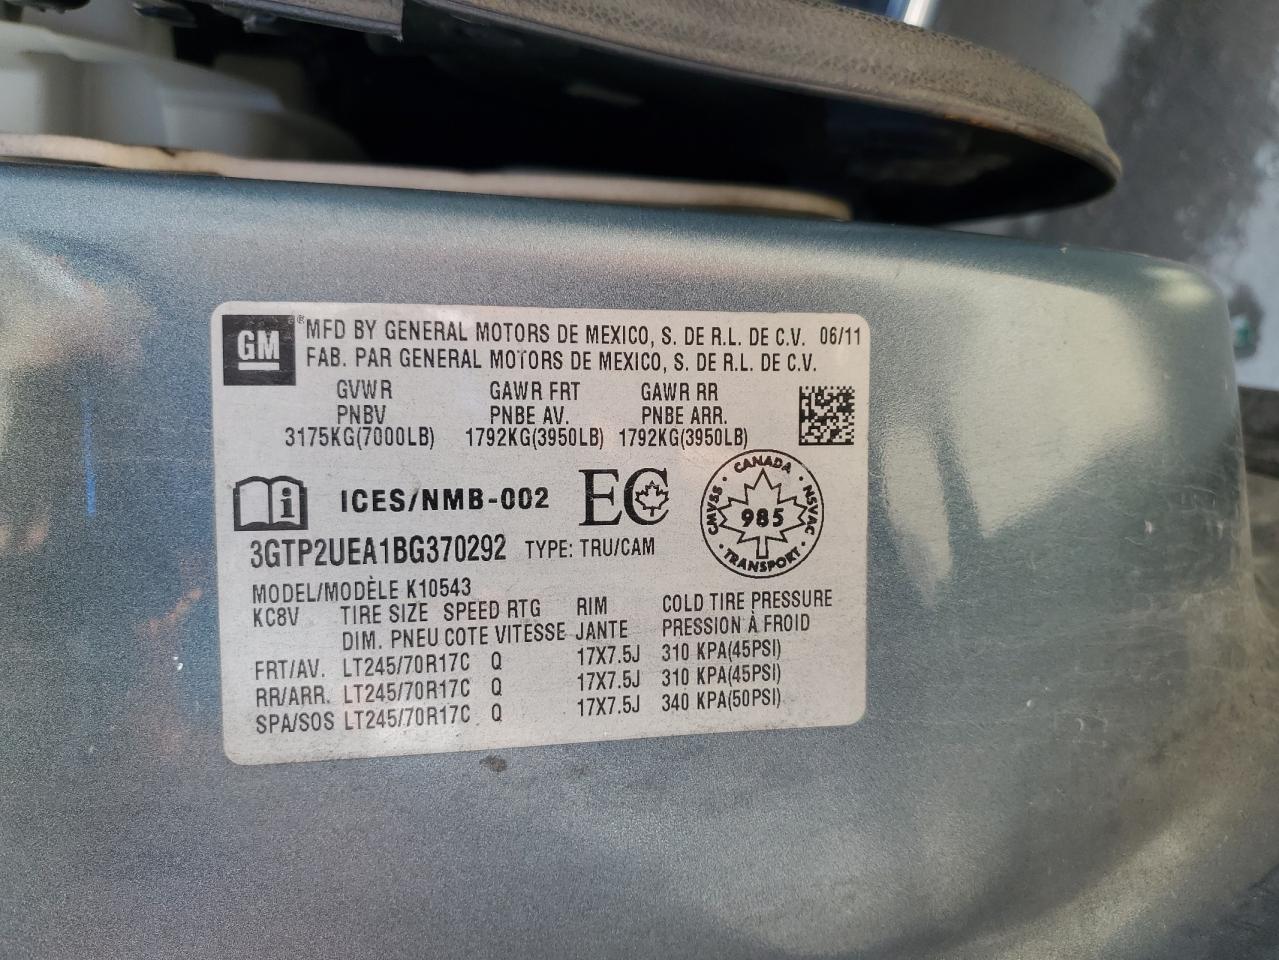 GM ® MFD BY GENERAL MOTORS DE MEXICO, S. DE R.L. DE C.V. 06/11
FAB. PAR GENERAL MOTORS DE MEXICO, S. DE R.L. DE C.V.
GVWR GAWR FRT GAWR RR
PNBV PNBE AV. PNBE ARR.
3175KG(7000LB) 1792KG(3950LB) 1792KG(3950LB)
i ICES/NMB-002 EC
CANADA
CMVSS · 985 · NSVAC
TRANSPORT
3GTP2UEA1BG370292 TYPE: TRU/CAM
MODEL/MODÈLE K10543
KC8V TIRE SIZE SPEED RTG RIM COLD TIRE PRESSURE
DIM. PNEU COTE VITESSE JANTE PRESSION À FROID
FRT/AV. LT245/70R17C Q 17X7.5J 310 KPA(45PSI)
RR/ARR. LT245/70R17C Q 17X7.5J 310 KPA(45PSI)
SPA/SOS LT245/70R17C Q 17X7.5J 340 KPA(50PSI)